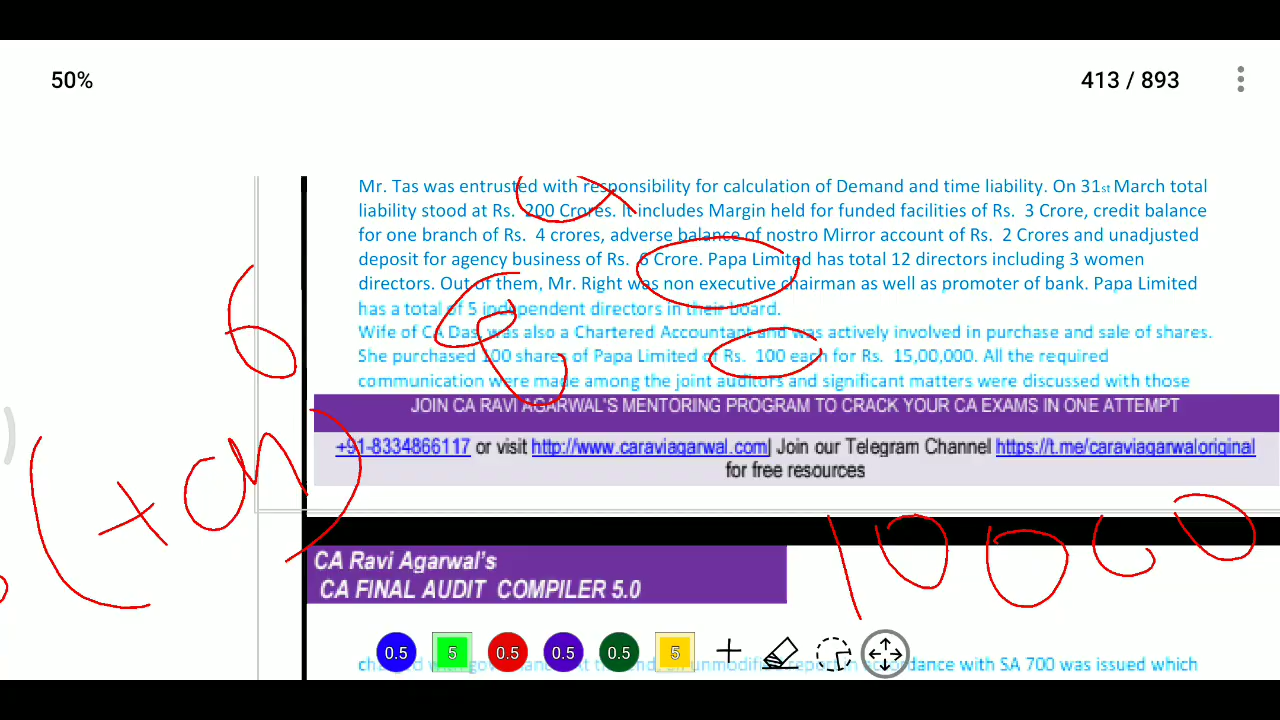 50%
413 / 893
Mr. Tas was entrusted with responsibility for calculation of Demand and time liability. On 31st March total
liability stood at Rs. 200 Crores. It includes Margin held for funded facilities of Rs. 3 Crore, credit balance
for one branch of Rs. 4 crores, adverse balance of nostro Mirror account of Rs. 2 Crores and unadjusted
deposit for agency business of Rs. 6 Crore. Papa Limited has total 12 directors including 3 women
directors. Out of them, Mr. Right was non executive chairman as well as promoter of bank. Papa Limited
has a total of 5 independent directors in their board.
Wife of CA Das, was also a Chartered Accountant and was actively involved in purchase and sale of shares.
She purchased 100 shares of Papa Limited of Rs. 100 each for Rs. 15,00,000. All the required
communication were made among the joint auditors and significant matters were discussed with those
JOIN CA RAVI AGARWAL'S MENTORING PROGRAM TO CRACK YOUR CA EXAMS IN ONE ATTEMPT
+91-8334866117 or visit http://www.caraviagarwal.com| Join our Telegram Channel https://t.me/caraviagarwaloriginal
for free resources
6
10000
CA Ravi Agarwal's
CA FINAL AUDIT COMPILER 5.0
0.5 5 0.5 0.5 0.5 5
with SA 700 was issued which